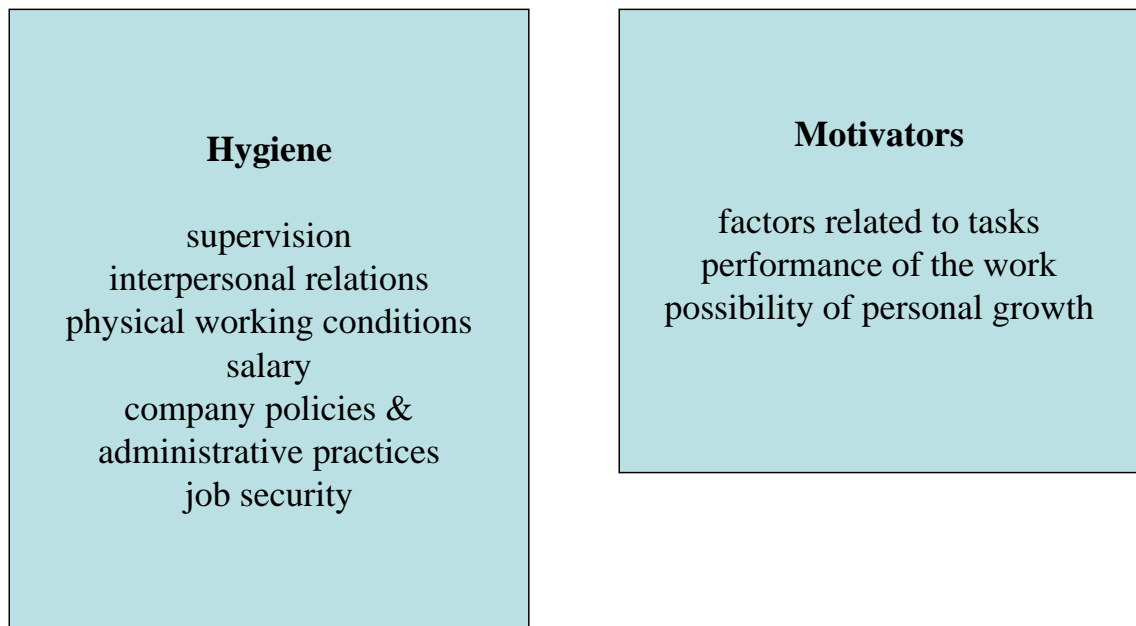 Hygiene
supervision
interpersonal relations
physical working conditions
salary
company policies &
administrative practices
job security
Motivators
factors related to tasks
performance of the work
possibility of personal growth